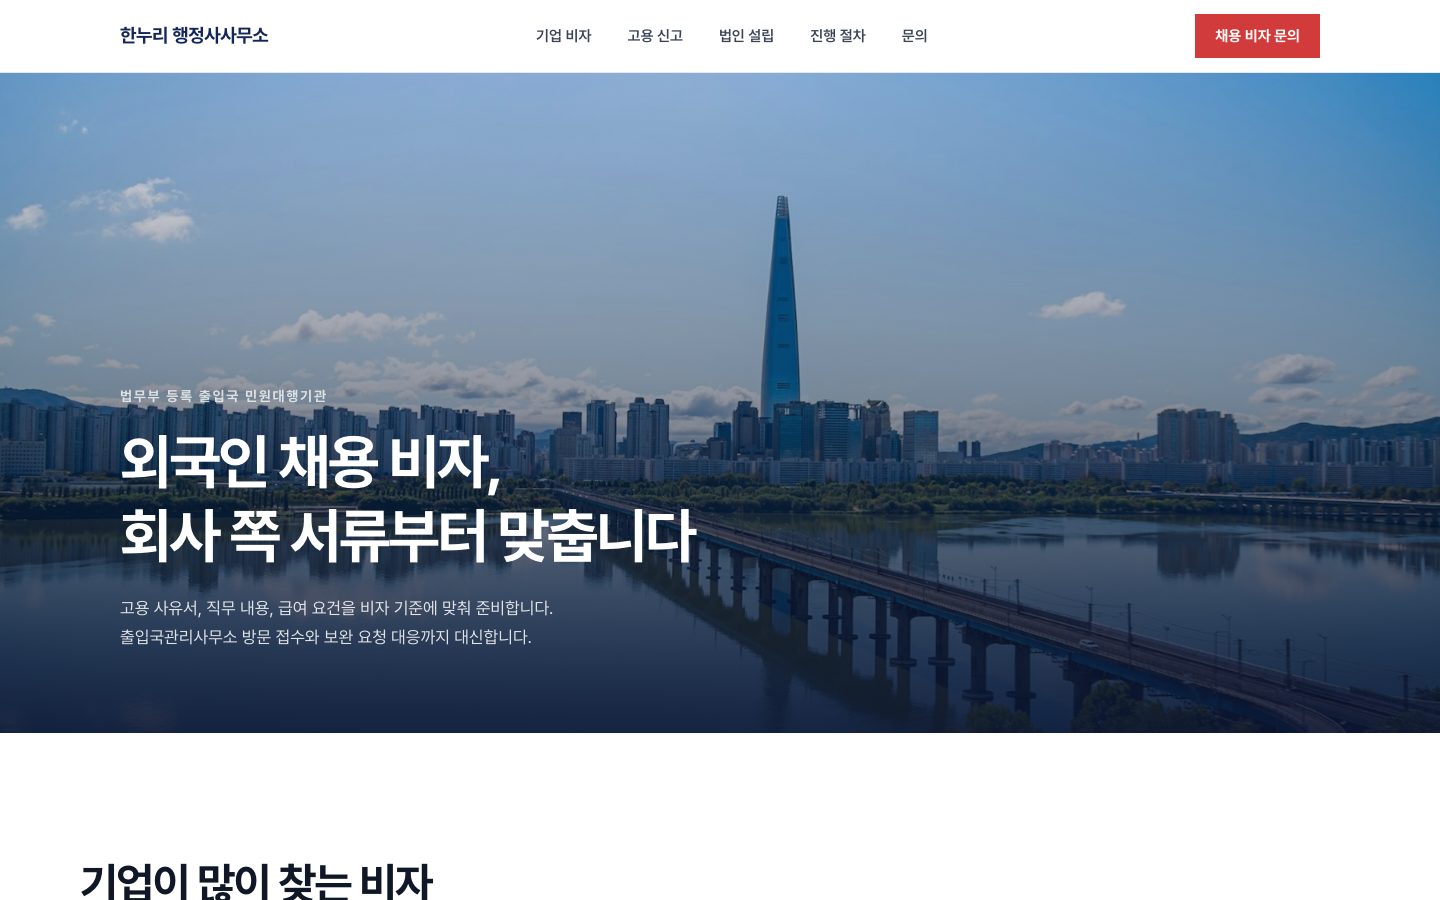 한누리 행정사사무소
기업 비자
고용 신고
법인 설립
진행 절차
문의
채용 비자 문의
법무부 등록 출입국 민원대행기관
외국인 채용 비자,
회사 쪽 서류부터 맞춥니다
고용 사유서, 직무 내용, 급여 요건을 비자 기준에 맞춰 준비합니다.
출입국관리사무소 방문 접수와 보완 요청 대응까지 대신합니다.
기업이 많이 찾는 비자